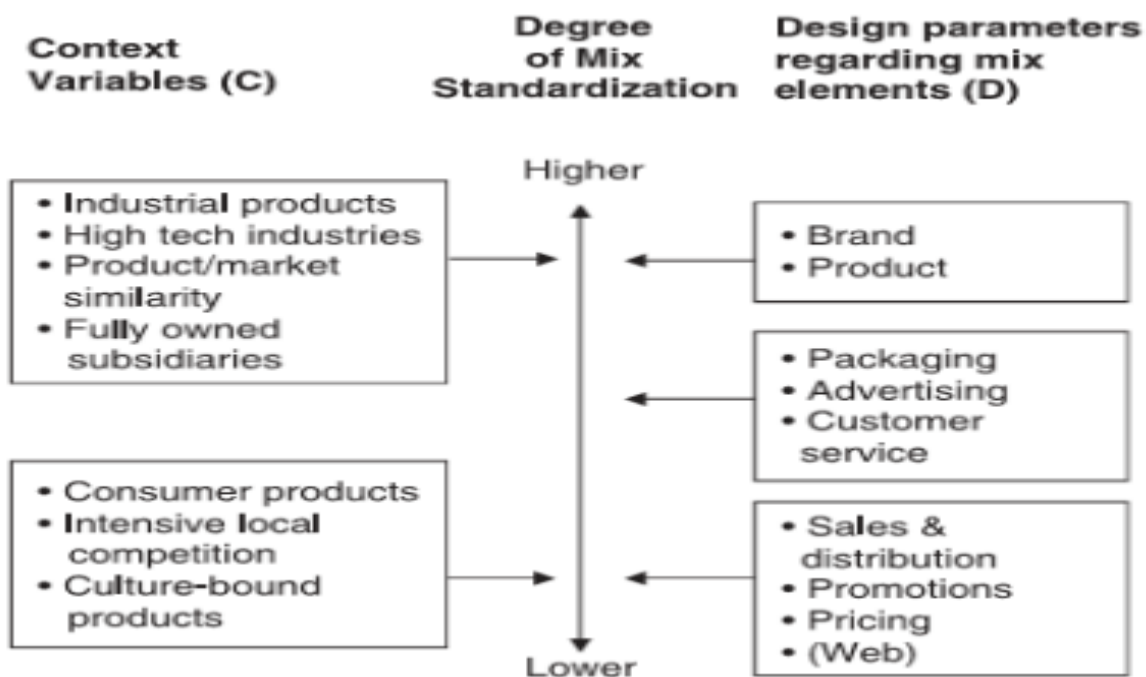 Context
Variables (C)
Degree
of Mix
Standardization
Design parameters
regarding mix
elements (D)
Higher
• Industrial products
• High tech industries
• Product/market
similarity
• Fully owned
subsidiaries
• Brand
• Product
• Packaging
• Advertising
• Customer
service
• Consumer products
• Intensive local
competition
• Culture-bound
products
• Sales &
distribution
• Promotions
• Pricing
• (Web)
Lower